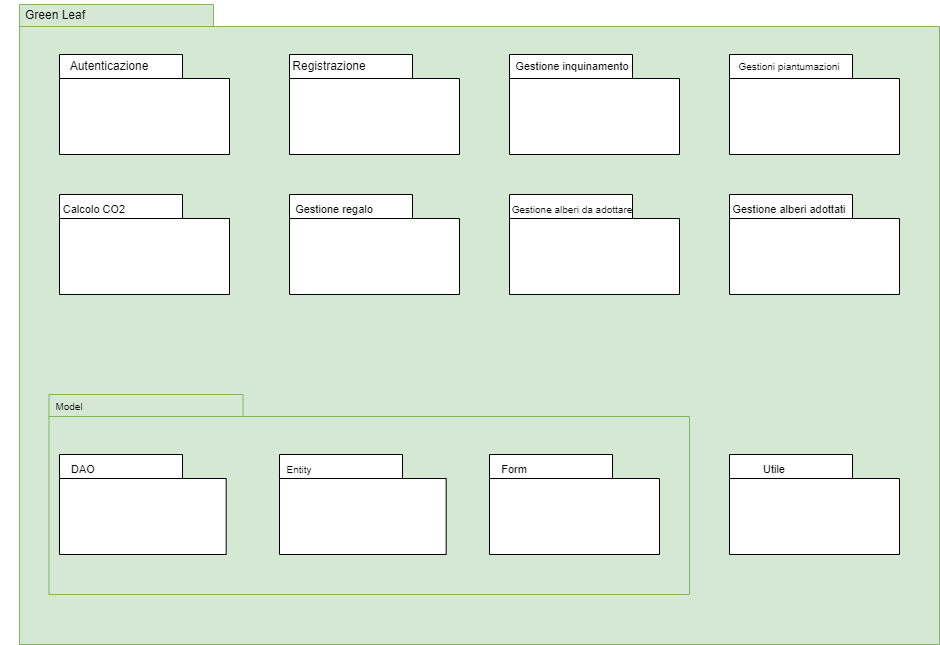 Green Leaf
Autenticazione
Registrazione
Gestione inquinamento
Gestioni piantumazioni
Calcolo CO2
Gestione regalo
Gestione alberi da adottare
Gestione alberi adottati
Model
DAO
Entity
Form
Utile